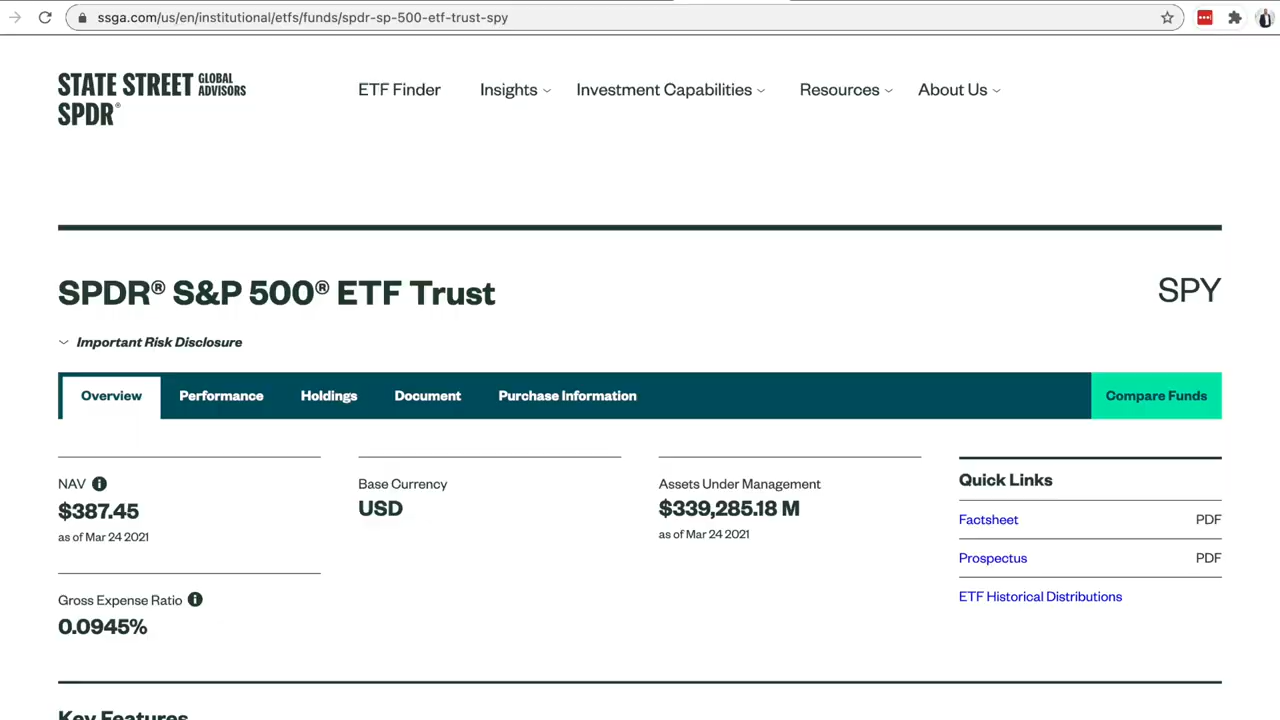 ssga.com/us/en/institutional/etfs/funds/spdr-sp-500-etf-trust-spy
STATE STREET GLOBAL ADVISORS
SPDR®
ETF Finder Insights Investment Capabilities Resources About Us
SPDR® S&P 500® ETF Trust SPY
Important Risk Disclosure
Overview Performance Holdings Document Purchase Information Compare Funds
NAV
$387.45
as of Mar 24 2021
Gross Expense Ratio
0.0945%
Base Currency
USD
Assets Under Management
$339,285.18 M
as of Mar 24 2021
Quick Links
Factsheet PDF
Prospectus PDF
ETF Historical Distributions
Key Features